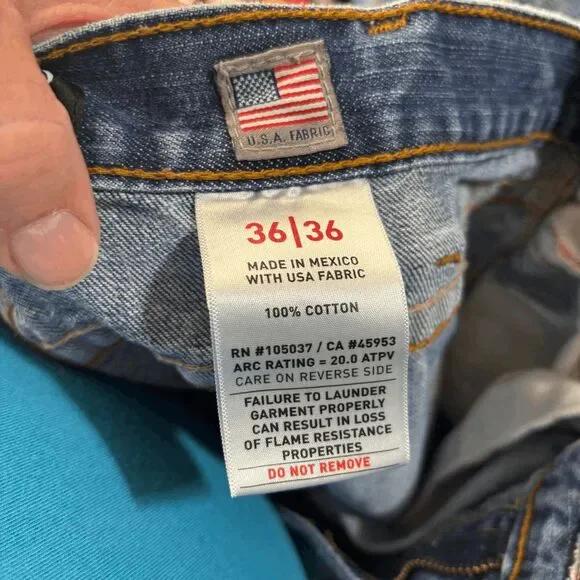 U.S.A. FABRIC
36|36
MADE IN MEXICO
WITH USA FABRIC
100% COTTON
RN #105037 / CA #45953
ARC RATING = 20.0 ATPV
CARE ON REVERSE SIDE
FAILURE TO LAUNDER
GARMENT PROPERLY
CAN RESULT IN LOSS
OF FLAME RESISTANCE
PROPERTIES
DO NOT REMOVE